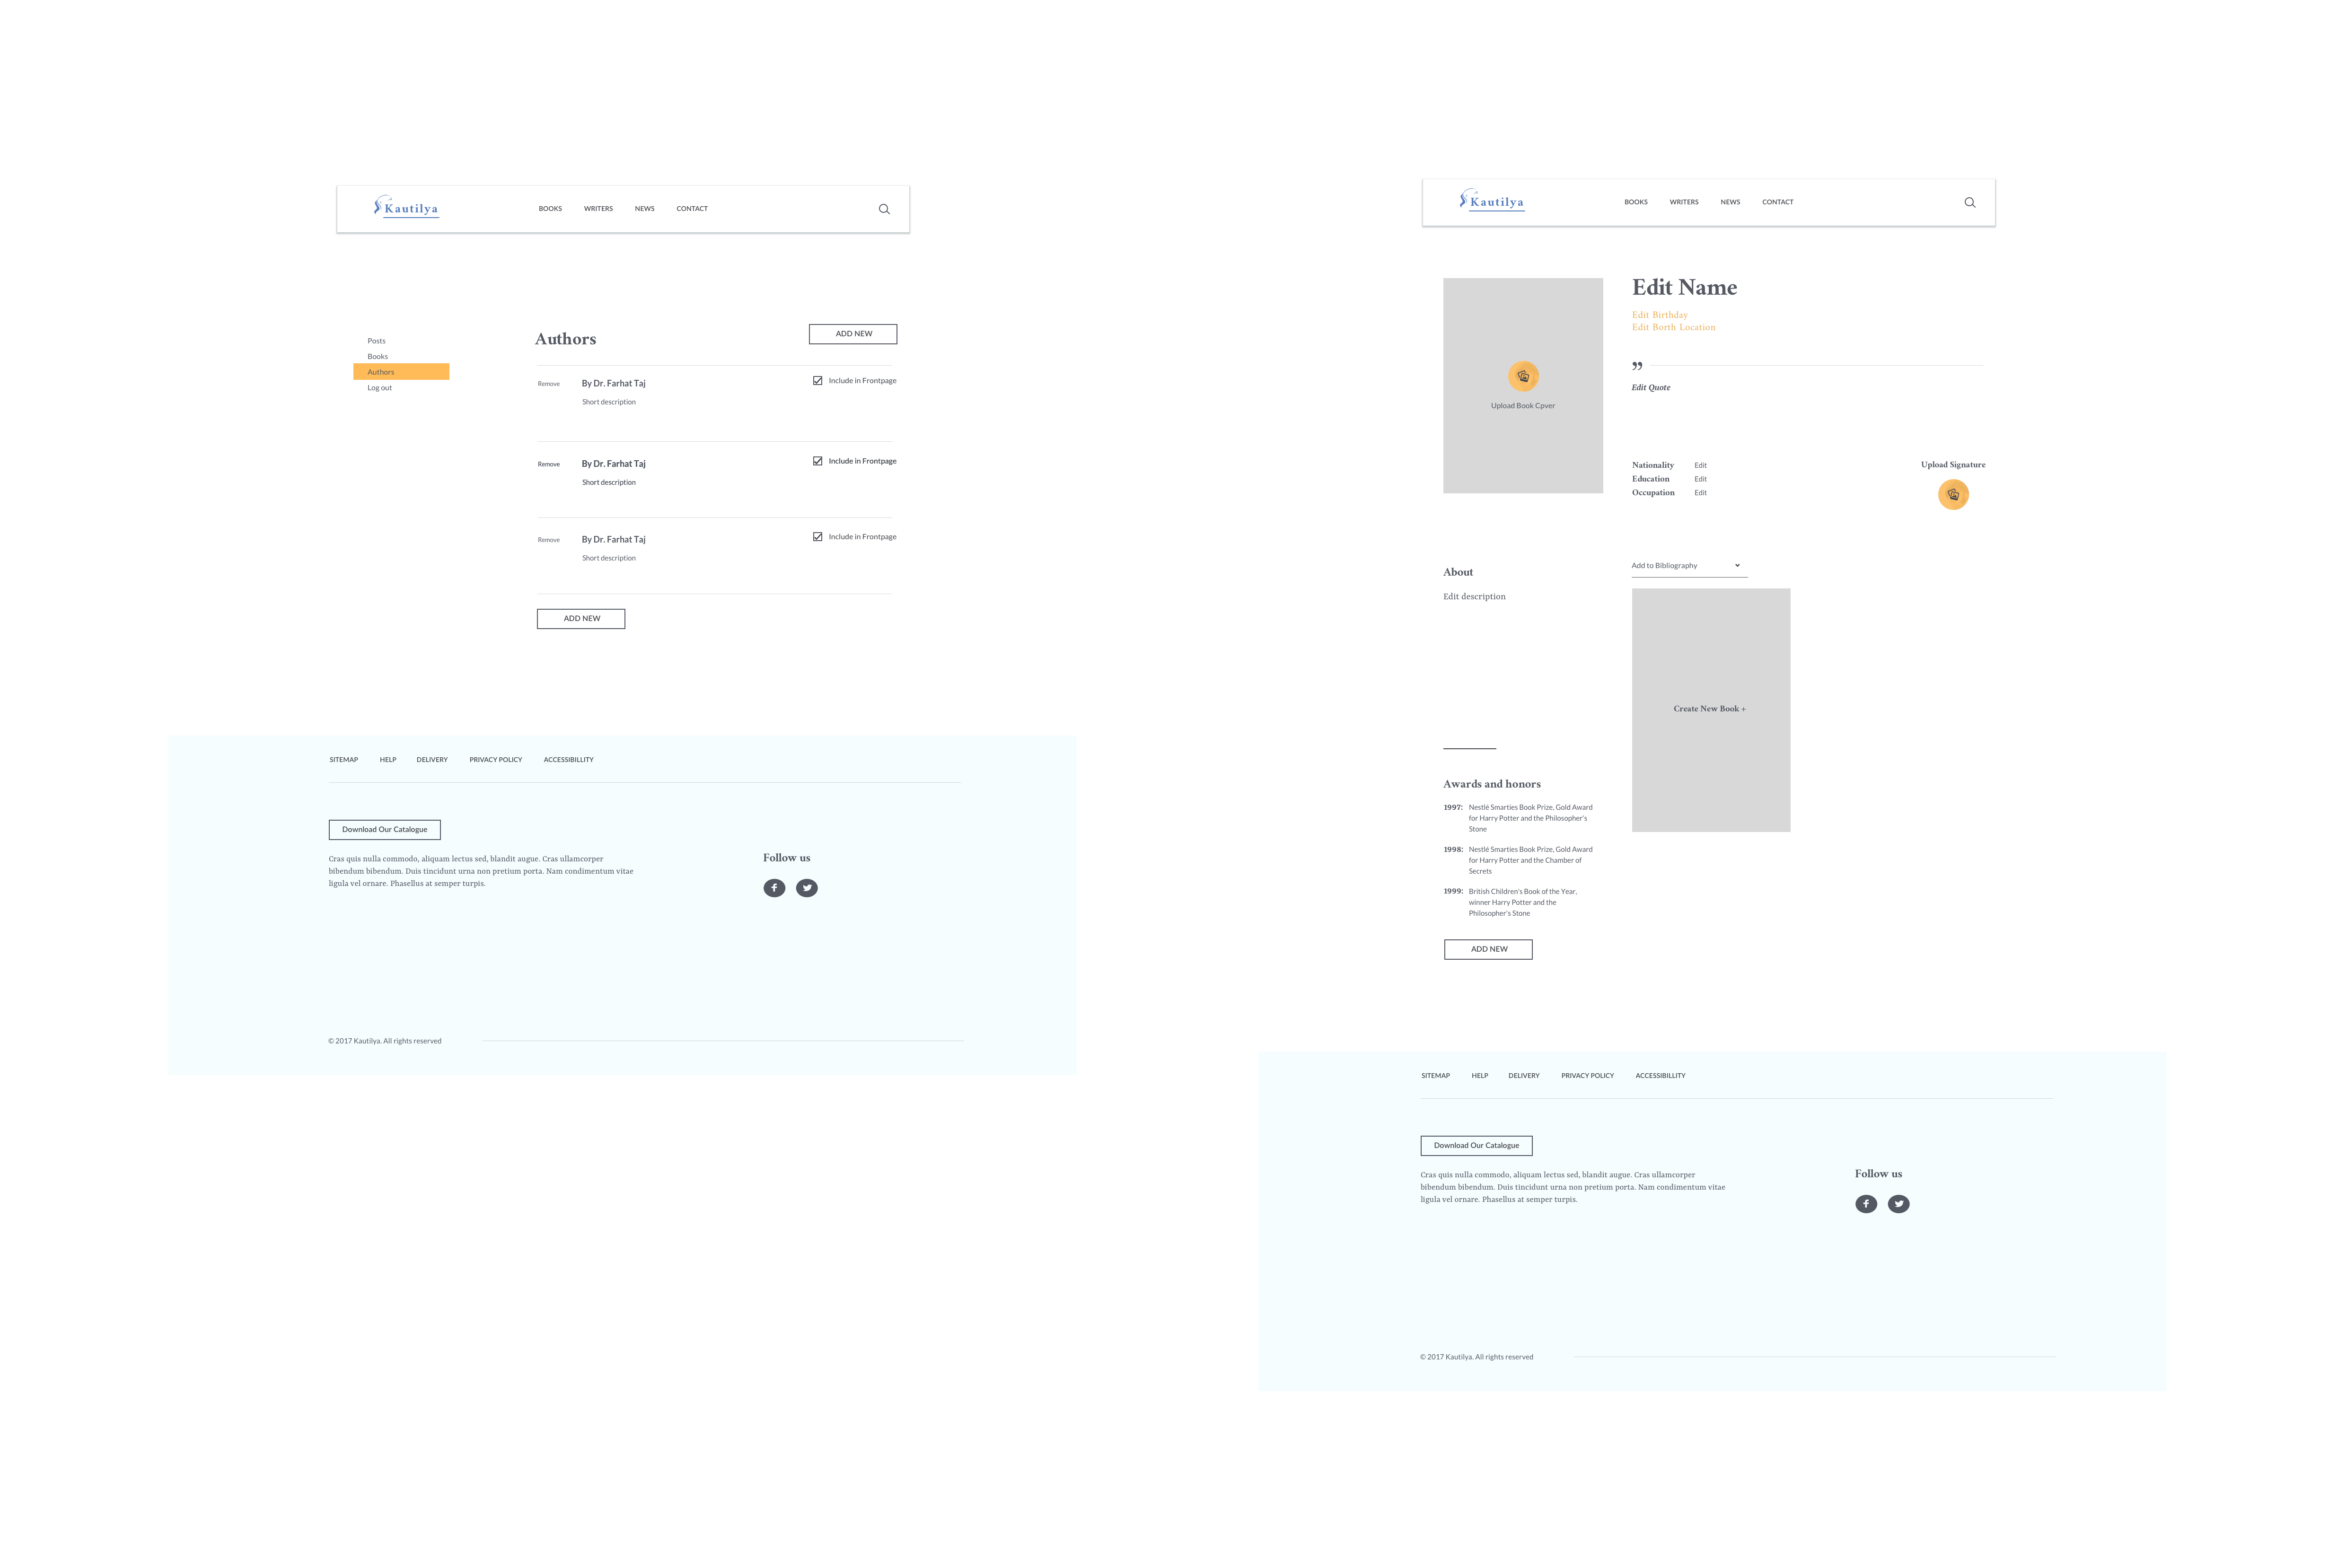 Kautilya
BOOKS WRITERS NEWS CONTACT
Posts
Books
Authors
Log out
Authors
ADD NEW
Remove By Dr. Farhat Taj Include in Frontpage
Short description
Remove By Dr. Farhat Taj Include in Frontpage
Short description
Remove By Dr. Farhat Taj Include in Frontpage
Short description
ADD NEW
SITEMAP HELP DELIVERY PRIVACY POLICY ACCESSIBILLITY
Download Our Catalogue
Cras quis nulla commodo, aliquam lectus sed, blandit augue. Cras ullamcorper
bibendum bibendum. Duis tincidunt urna non pretium porta. Nam condimentum vitae
ligula vel ornare. Phasellus at semper turpis.
Follow us
© 2017 Kautilya. All rights reserved
Kautilya
BOOKS WRITERS NEWS CONTACT
Upload Book Cpver
Edit Name
Edit Birthday
Edit Borth Location
”
Edit Quote
Nationality Edit
Education Edit
Occupation Edit
Upload Signature
About
Edit description
Add to Bibliography
Create New Book +
Awards and honors
1997: Nestlé Smarties Book Prize, Gold Award
for Harry Potter and the Philosopher's
Stone
1998: Nestlé Smarties Book Prize, Gold Award
for Harry Potter and the Chamber of
Secrets
1999: British Children's Book of the Year,
winner Harry Potter and the
Philosopher's Stone
ADD NEW
SITEMAP HELP DELIVERY PRIVACY POLICY ACCESSIBILLITY
Download Our Catalogue
Cras quis nulla commodo, aliquam lectus sed, blandit augue. Cras ullamcorper
bibendum bibendum. Duis tincidunt urna non pretium porta. Nam condimentum vitae
ligula vel ornare. Phasellus at semper turpis.
Follow us
© 2017 Kautilya. All rights reserved